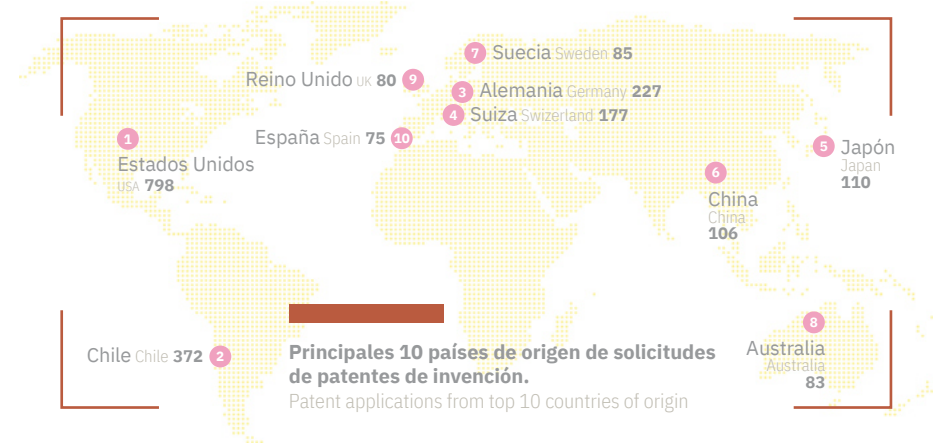 7 Suecia Sweden 85
Reino Unido UK 80 9
3 Alemania Germany 227
4 Suiza Swizerland 177
España Spain 75 10
1
Estados Unidos
USA 798
5 Japón
Japan
110
6
China
China
106
8
Australia
Australia
83
Chile Chile 372 2
Principales 10 países de origen de solicitudes
de patentes de invención.
Patent applications from top 10 countries of origin